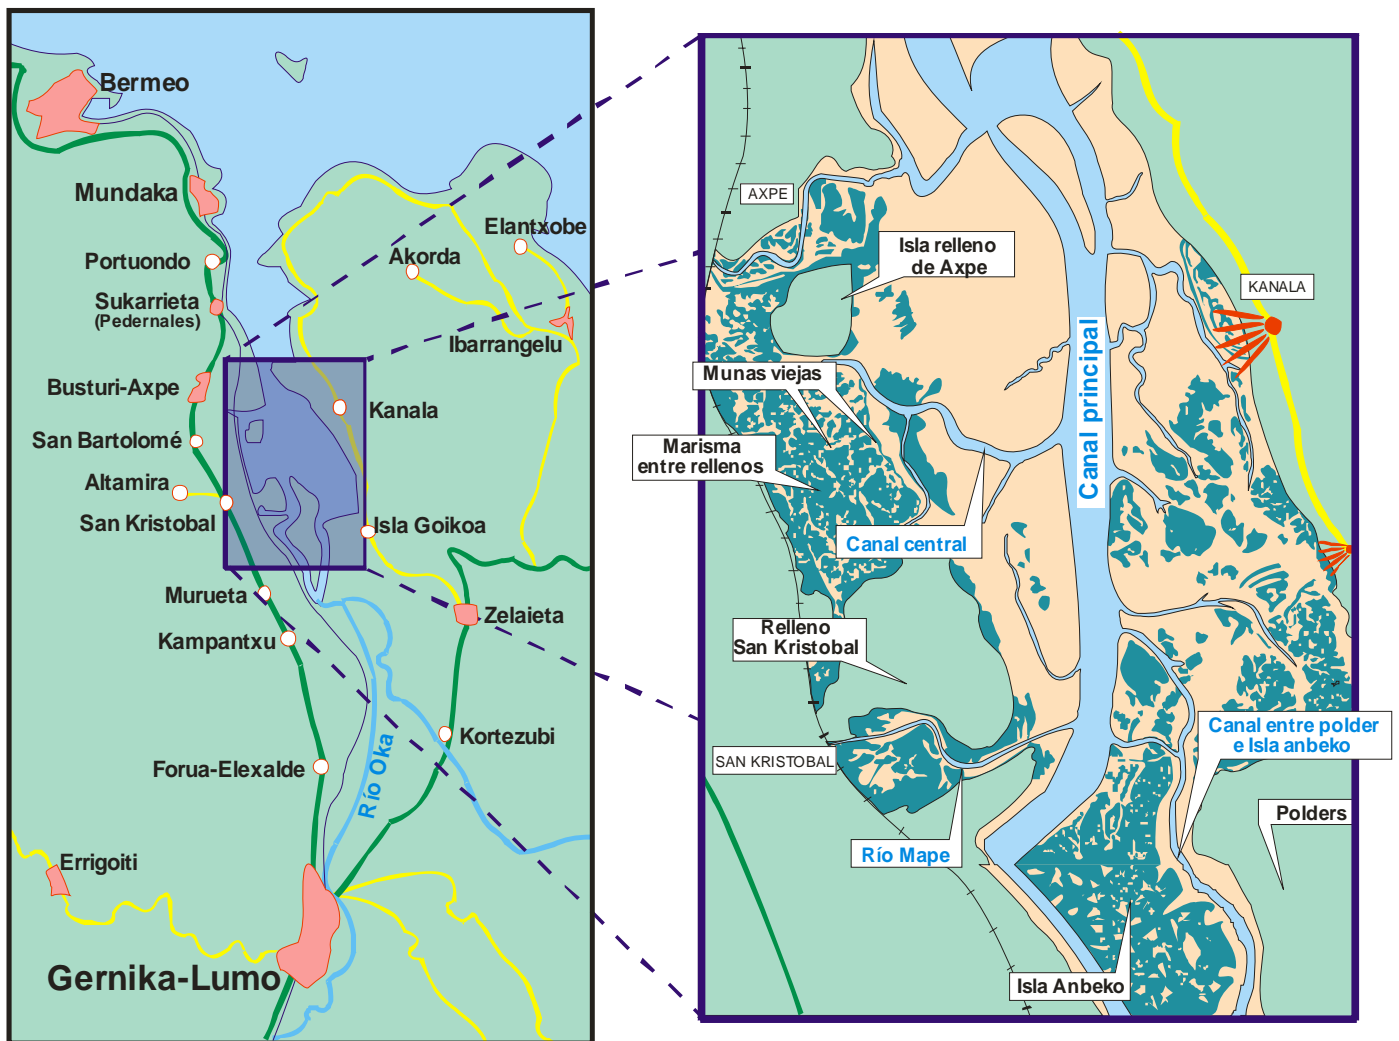 Bermeo
Mundaka
Elantxobe
Akorda
Portuondo
Sukarrieta
(Pedernales)
Ibarrangelu
Busturi-Axpe
Kanala
San Bartolomé
Altamira
San Kristobal
Isla Goikoa
Murueta
Zelaieta
Kampantxu
Kortezubi
Forua-Elexalde
Río Oka
Errigoiti
Gernika-Lumo
AXPE
Isla relleno
de Axpe
KANALA
Munas viejas
Canal principal
Marisma
entre rellenos
Canal central
Relleno
San Kristobal
Canal entre polder
e Isla anbeko
SAN KRISTOBAL
Polders
Río Mape
Isla Anbeko